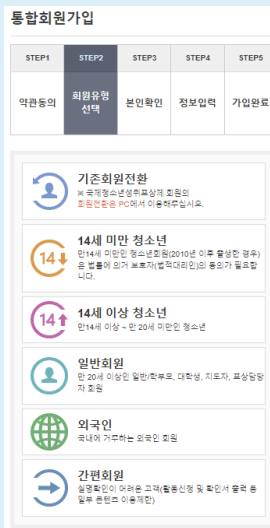 통합회원가입
STEP1 STEP2 STEP3 STEP4 STEP5
약관동의 회원유형 선택 본인확인 정보입력 가입완료
기존회원전환
※ 국제청소년성취포상제 회원의
회원전환은 PC에서 이용해주십시오.
14↓ 14세 미만 청소년
만14세 미만인 청소년회원(2010년 이후 출생한 경우)
은 법률에 의거 보호자(법적대리인)의 동의가 필요합
니다.
14↑ 14세 이상 청소년
만14세 이상 ~ 만 20세 미만인 청소년
일반회원
만 20세 이상인 일반/학부모, 대학생, 지도자, 포상담당
자 회원
외국인
국내에 거주하는 외국인 회원
간편회원
실명확인이 어려운 고객(활동신청 및 확인서 출력 등
일부 콘텐츠 이용제한)